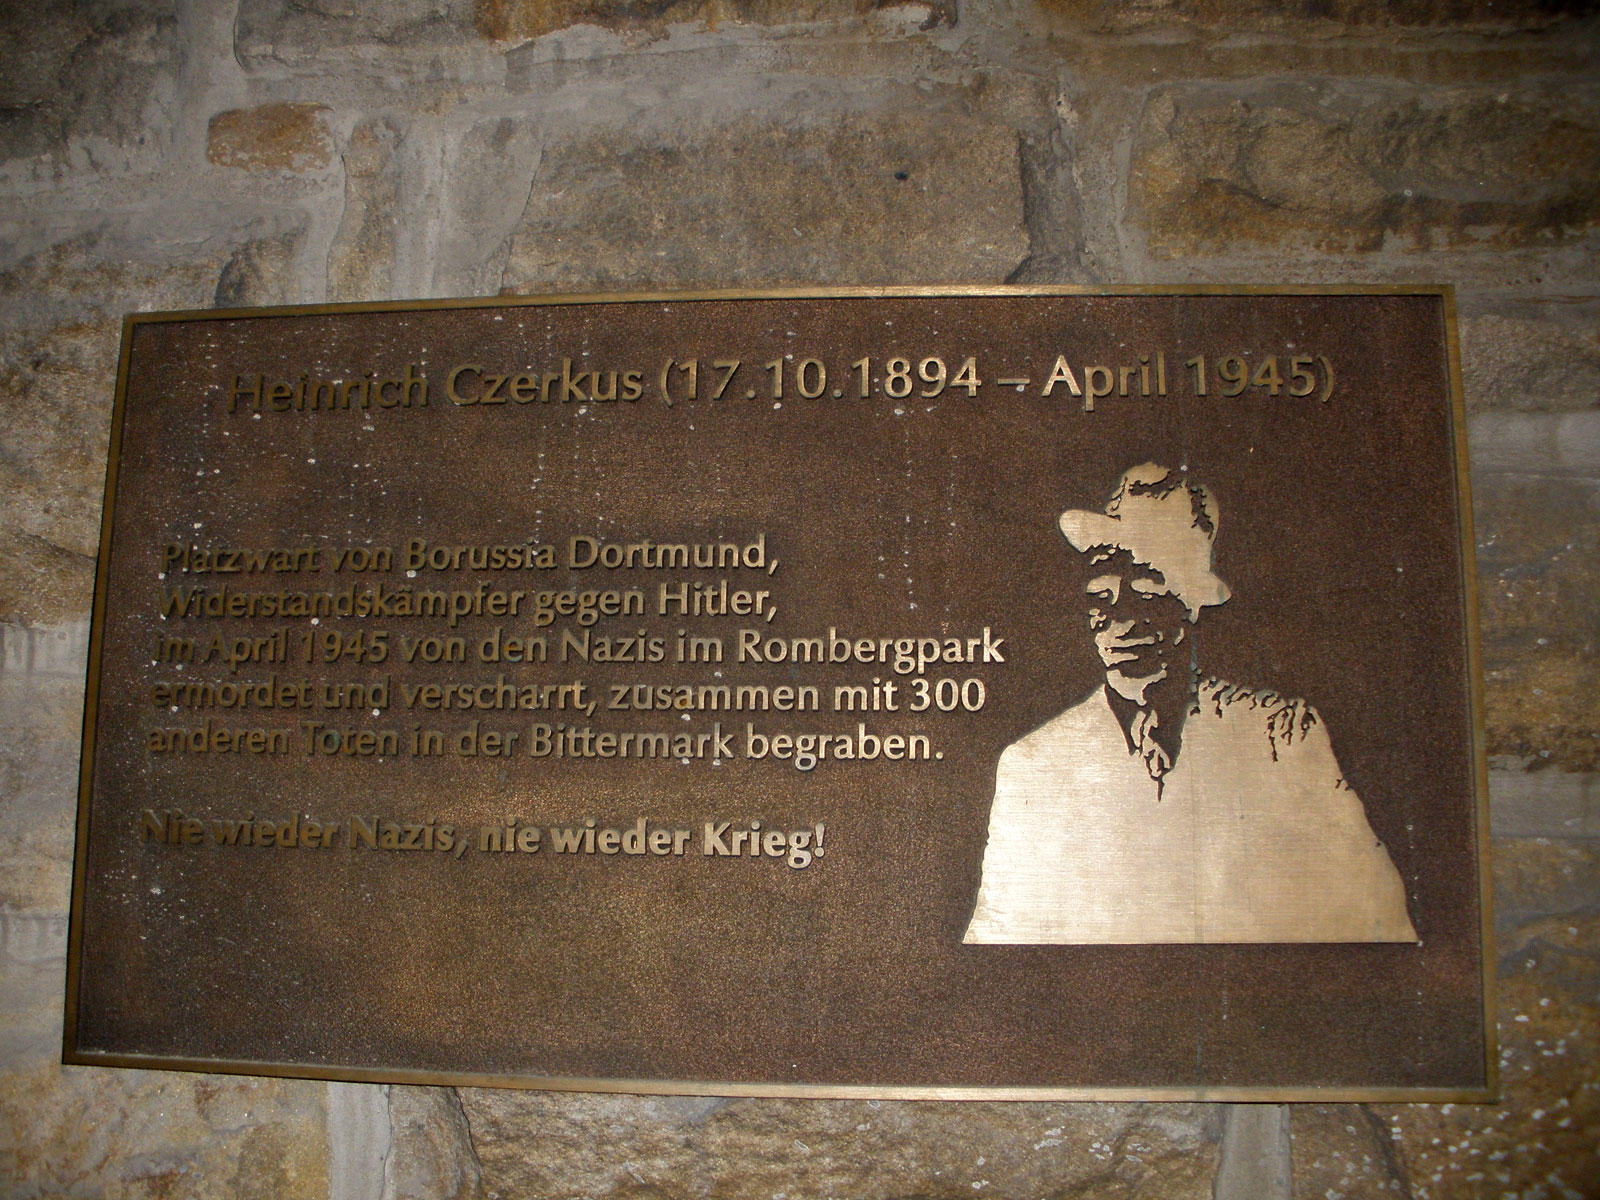 Heinrich Czerkus (17.10.1894 – April 1945)
Platzwart von Borussia Dortmund,
Widerstandskämpfer gegen Hitler,
im April 1945 von den Nazis im Rombergpark
ermordet und verscharrt, zusammen mit 300
anderen Toten in der Bittermark begraben.
Nie wieder Nazis, nie wieder Krieg!